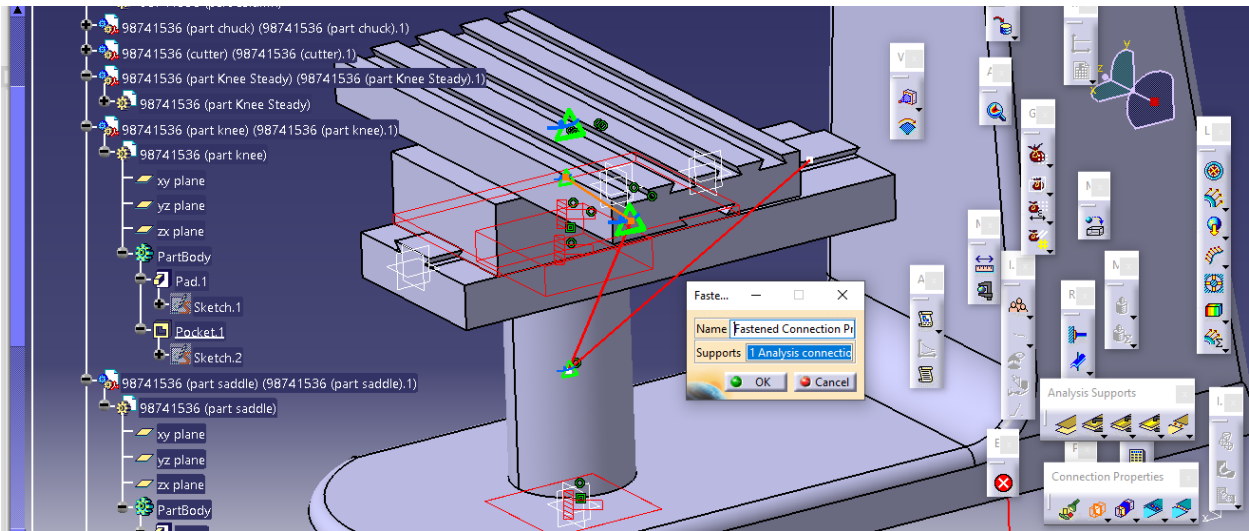 98741536 (part chuck) (98741536 (part chuck).1)
98741536 (cutter) (98741536 (cutter).1)
98741536 (part Knee Steady) (98741536 (part Knee Steady).1)
98741536 (part Knee Steady)
98741536 (part knee) (98741536 (part knee).1)
98741536 (part knee)
xy plane
yz plane
zx plane
PartBody
Pad.1
Sketch.1
Pocket.1
Sketch.2
98741536 (part saddle) (98741536 (part saddle).1)
98741536 (part saddle)
xy plane
yz plane
zx plane
PartBody
Faste...
Name Fastened Connection Pr
Supports 1 Analysis connectio
OK Cancel
V
A
G
L
y
z
x
M
I.
R
A
E
Analysis Supports
F
I.
Connection Properties